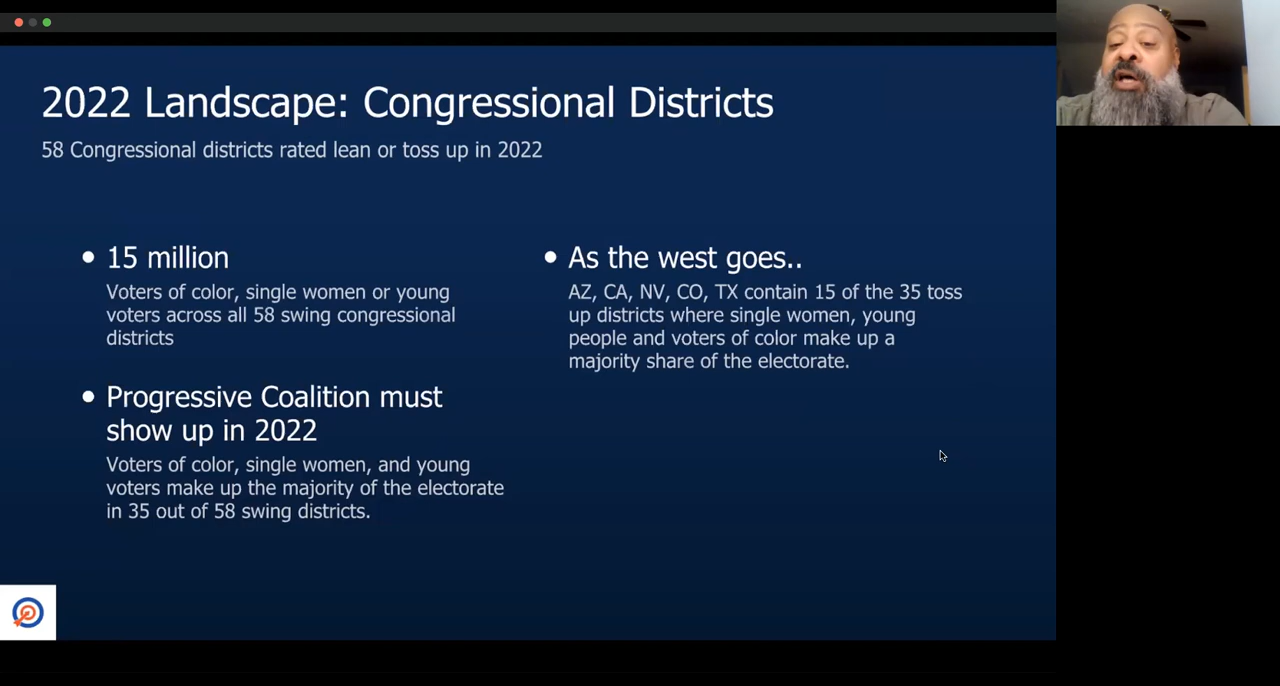 2022 Landscape: Congressional Districts
58 Congressional districts rated lean or toss up in 2022
15 million
Voters of color, single women or young
voters across all 58 swing congressional
districts
Progressive Coalition must
show up in 2022
Voters of color, single women, and young
voters make up the majority of the electorate
in 35 out of 58 swing districts.
As the west goes..
AZ, CA, NV, CO, TX contain 15 of the 35 toss
up districts where single women, young
people and voters of color make up a
majority share of the electorate.